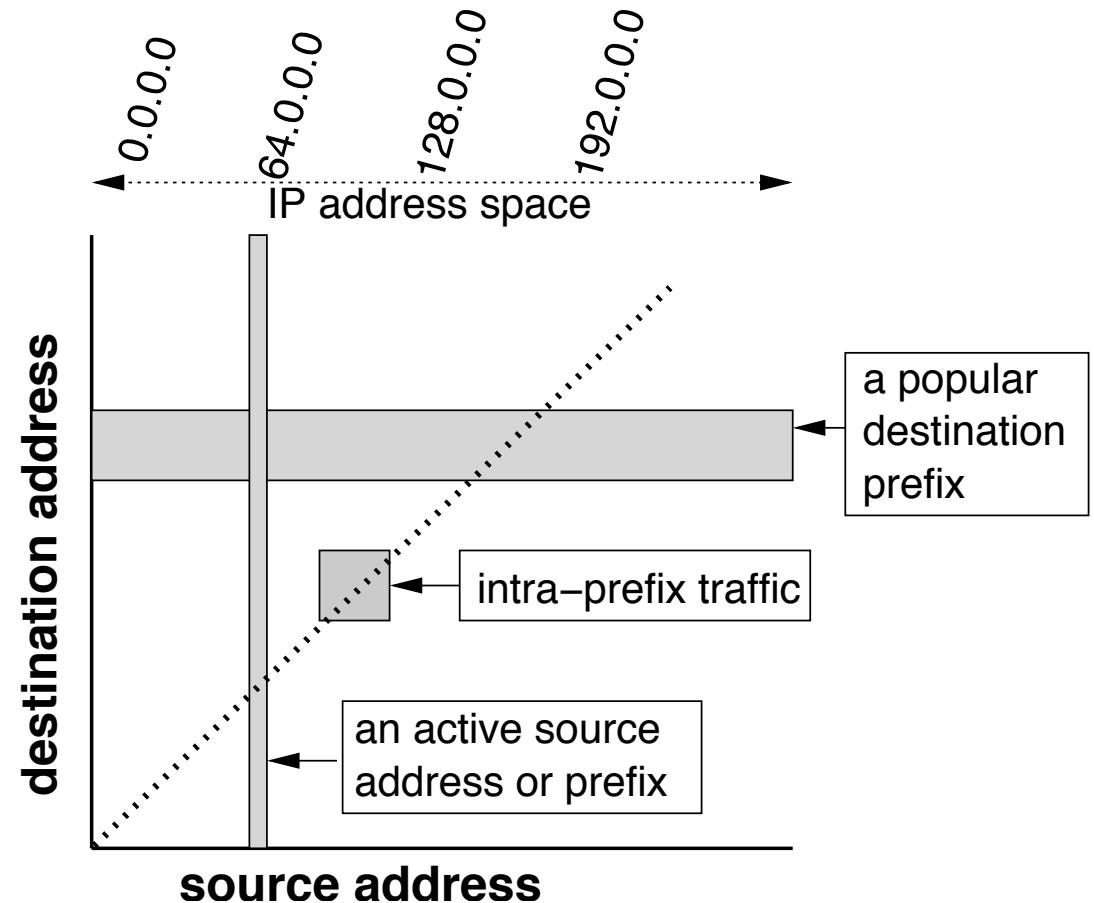 0.0.0.0
64.0.0.0
128.0.0.0
192.0.0.0
IP address space
destination address
a popular
destination
prefix
intra−prefix traffic
an active source
address or prefix
source address